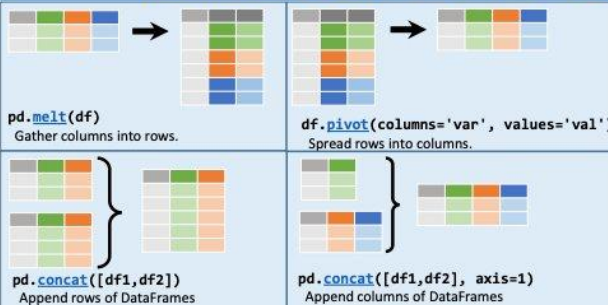 pd.melt(df)
Gather columns into rows.
df.pivot(columns='var', values='val')
Spread rows into columns.
pd.concat([df1,df2])
Append rows of DataFrames
pd.concat([df1,df2], axis=1)
Append columns of DataFrames